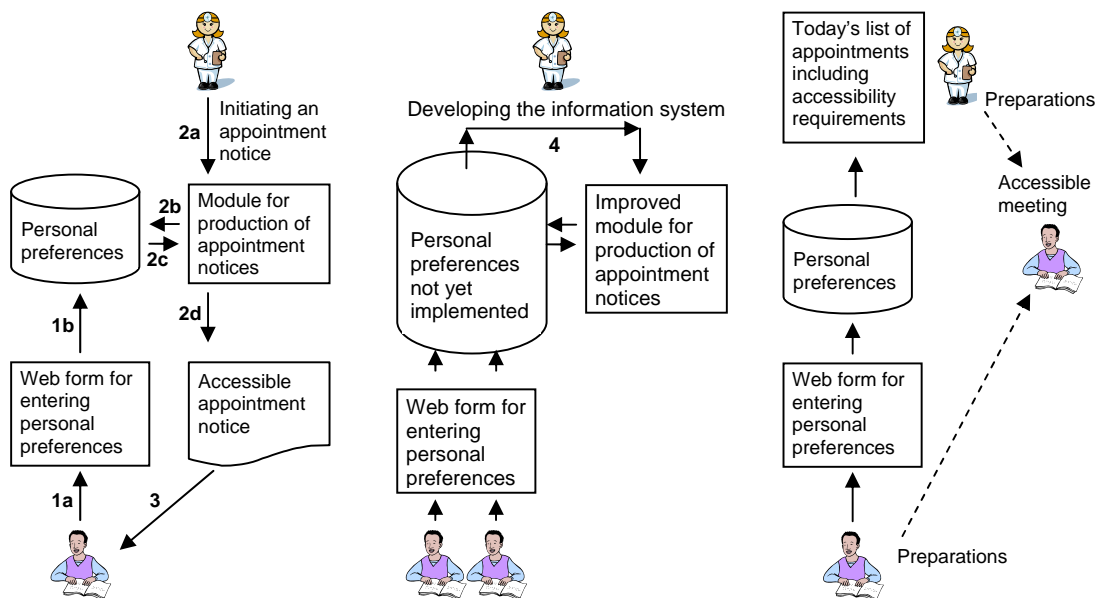 Initiating an
appointment
notice
2a
Personal
preferences
2b
2c
Module for
production of
appointment
notices
1b
2d
Web form for
entering
personal
preferences
Accessible
appointment
notice
1a
3
Developing the information system
4
Personal
preferences
not yet
implemented
Improved
module for
production of
appointment
notices
Web form for
entering
personal
preferences
Today's list of
appointments
including
accessibility
requirements
Preparations
Accessible
meeting
Personal
preferences
Web form for
entering
personal
preferences
Preparations